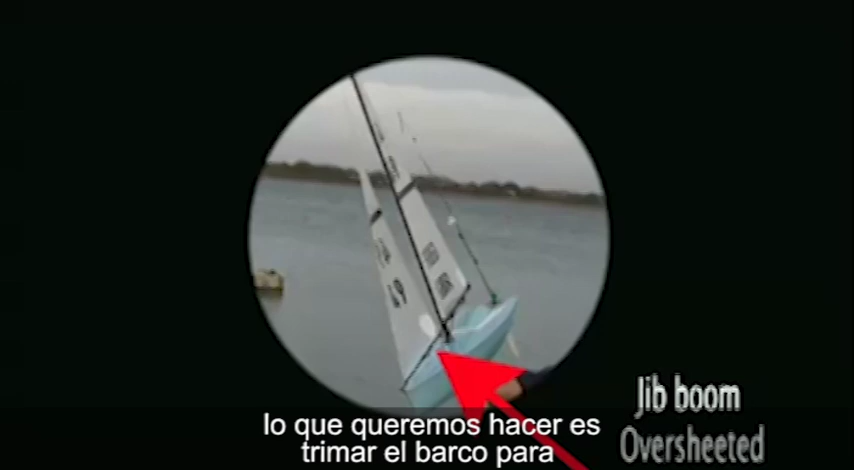 Jib boom
Oversheeted
lo que queremos hacer es
trimar el barco para